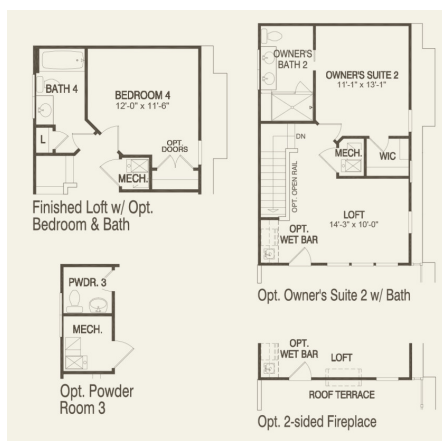 BATH 4
BEDROOM 4
12'-0" x 11'-6"
L
OPT
DOORS
MECH.
Finished Loft w/ Opt.
Bedroom & Bath
OWNER'S
BATH 2
OWNER'S SUITE 2
11'-1" x 13'-1"
DN
OPT. OPEN RAIL
MECH.
WIC
LOFT
14'-3" x 10'-0"
OPT.
WET BAR
Opt. Owner's Suite 2 w/ Bath
PWDR. 3
MECH.
Opt. Powder
Room 3
OPT.
WET BAR
LOFT
ROOF TERRACE
Opt. 2-sided Fireplace